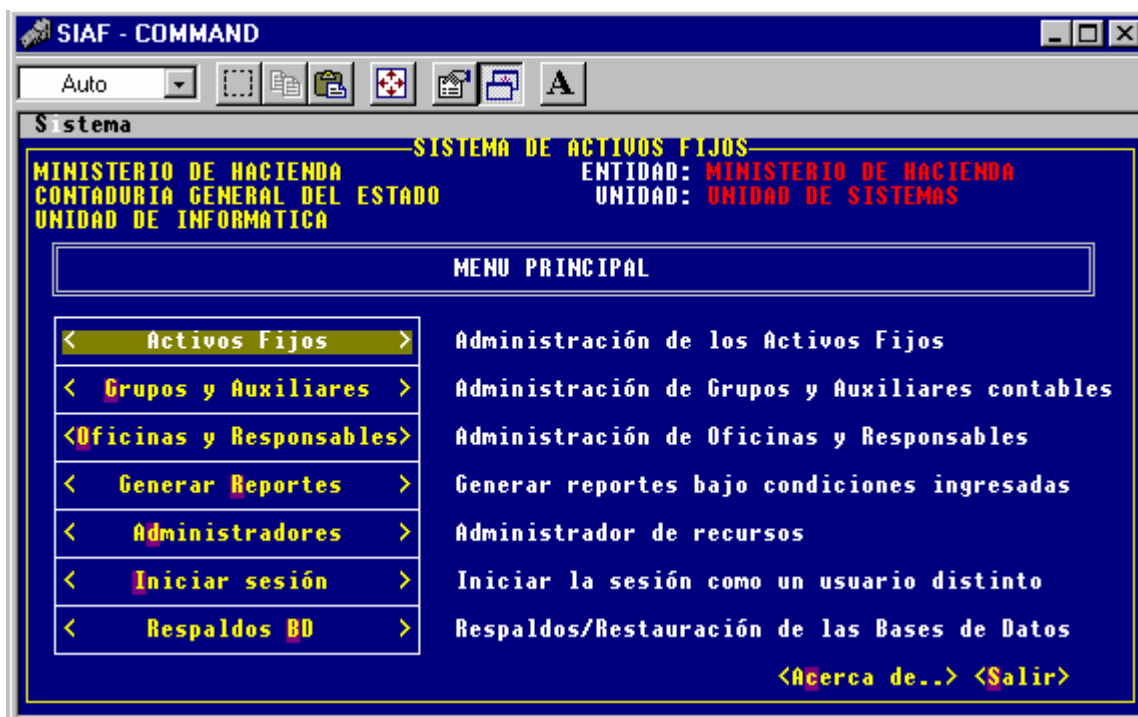 SIAF - COMMAND
Auto
A
Sistema
SISTEMA DE ACTIVOS FIJOS
MINISTERIO DE HACIENDA ENTIDAD: MINISTERIO DE HACIENDA
CONTADURIA GENERAL DEL ESTADO UNIDAD: UNIDAD DE SISTEMAS
UNIDAD DE INFORMATICA
MENU PRINCIPAL
< Activos Fijos > Administración de los Activos Fijos
< Grupos y Auxiliares > Administración de Grupos y Auxiliares contables
<Oficinas y Responsables> Administración de Oficinas y Responsables
< Generar Reportes > Generar reportes bajo condiciones ingresadas
< Administradores > Administrador de recursos
< Iniciar sesión > Iniciar la sesión como un usuario distinto
< Respaldos BD > Respaldos/Restauración de las Bases de Datos
<Acerca de..> <Salir>